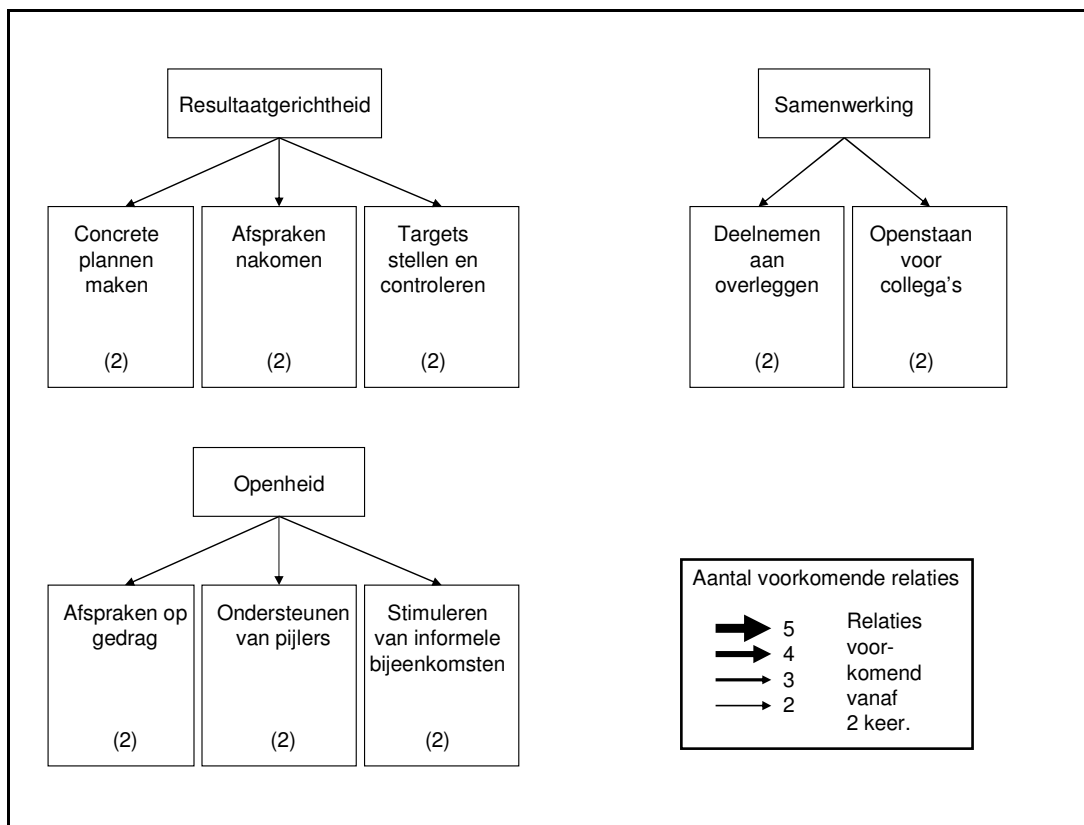 Resultaatgerichtheid
Concrete
plannen
maken
(2)
Afspraken
nakomen
(2)
Targets
stellen en
controleren
(2)
Samenwerking
Deelnemen
aan
overleggen
(2)
Openstaan
voor
collega's
(2)
Openheid
Afspraken op
gedrag
(2)
Ondersteunen
van pijlers
(2)
Stimuleren
van informele
bijeenkomsten
(2)
Aantal voorkomende relaties
5
4
3
2
Relaties
voor-
komend
vanaf
2 keer.